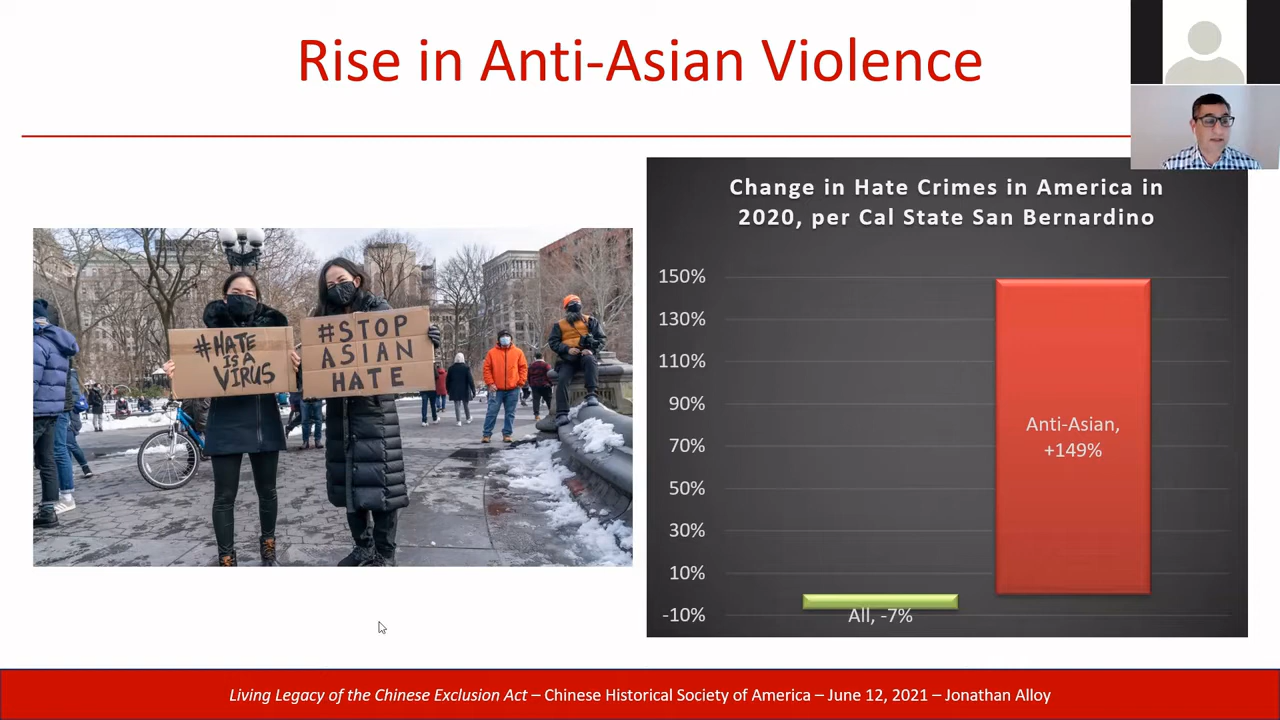 Rise in Anti-Asian Violence
#HATE
IS A
VIRUS
#STOP
ASIAN
HATE
Change in Hate Crimes in America in
2020, per Cal State San Bernardino
150%
130%
110%
90%
70%
50%
30%
10%
-10%
Anti-Asian,
+149%
All, -7%
Living Legacy of the Chinese Exclusion Act – Chinese Historical Society of America – June 12, 2021 – Jonathan Alloy